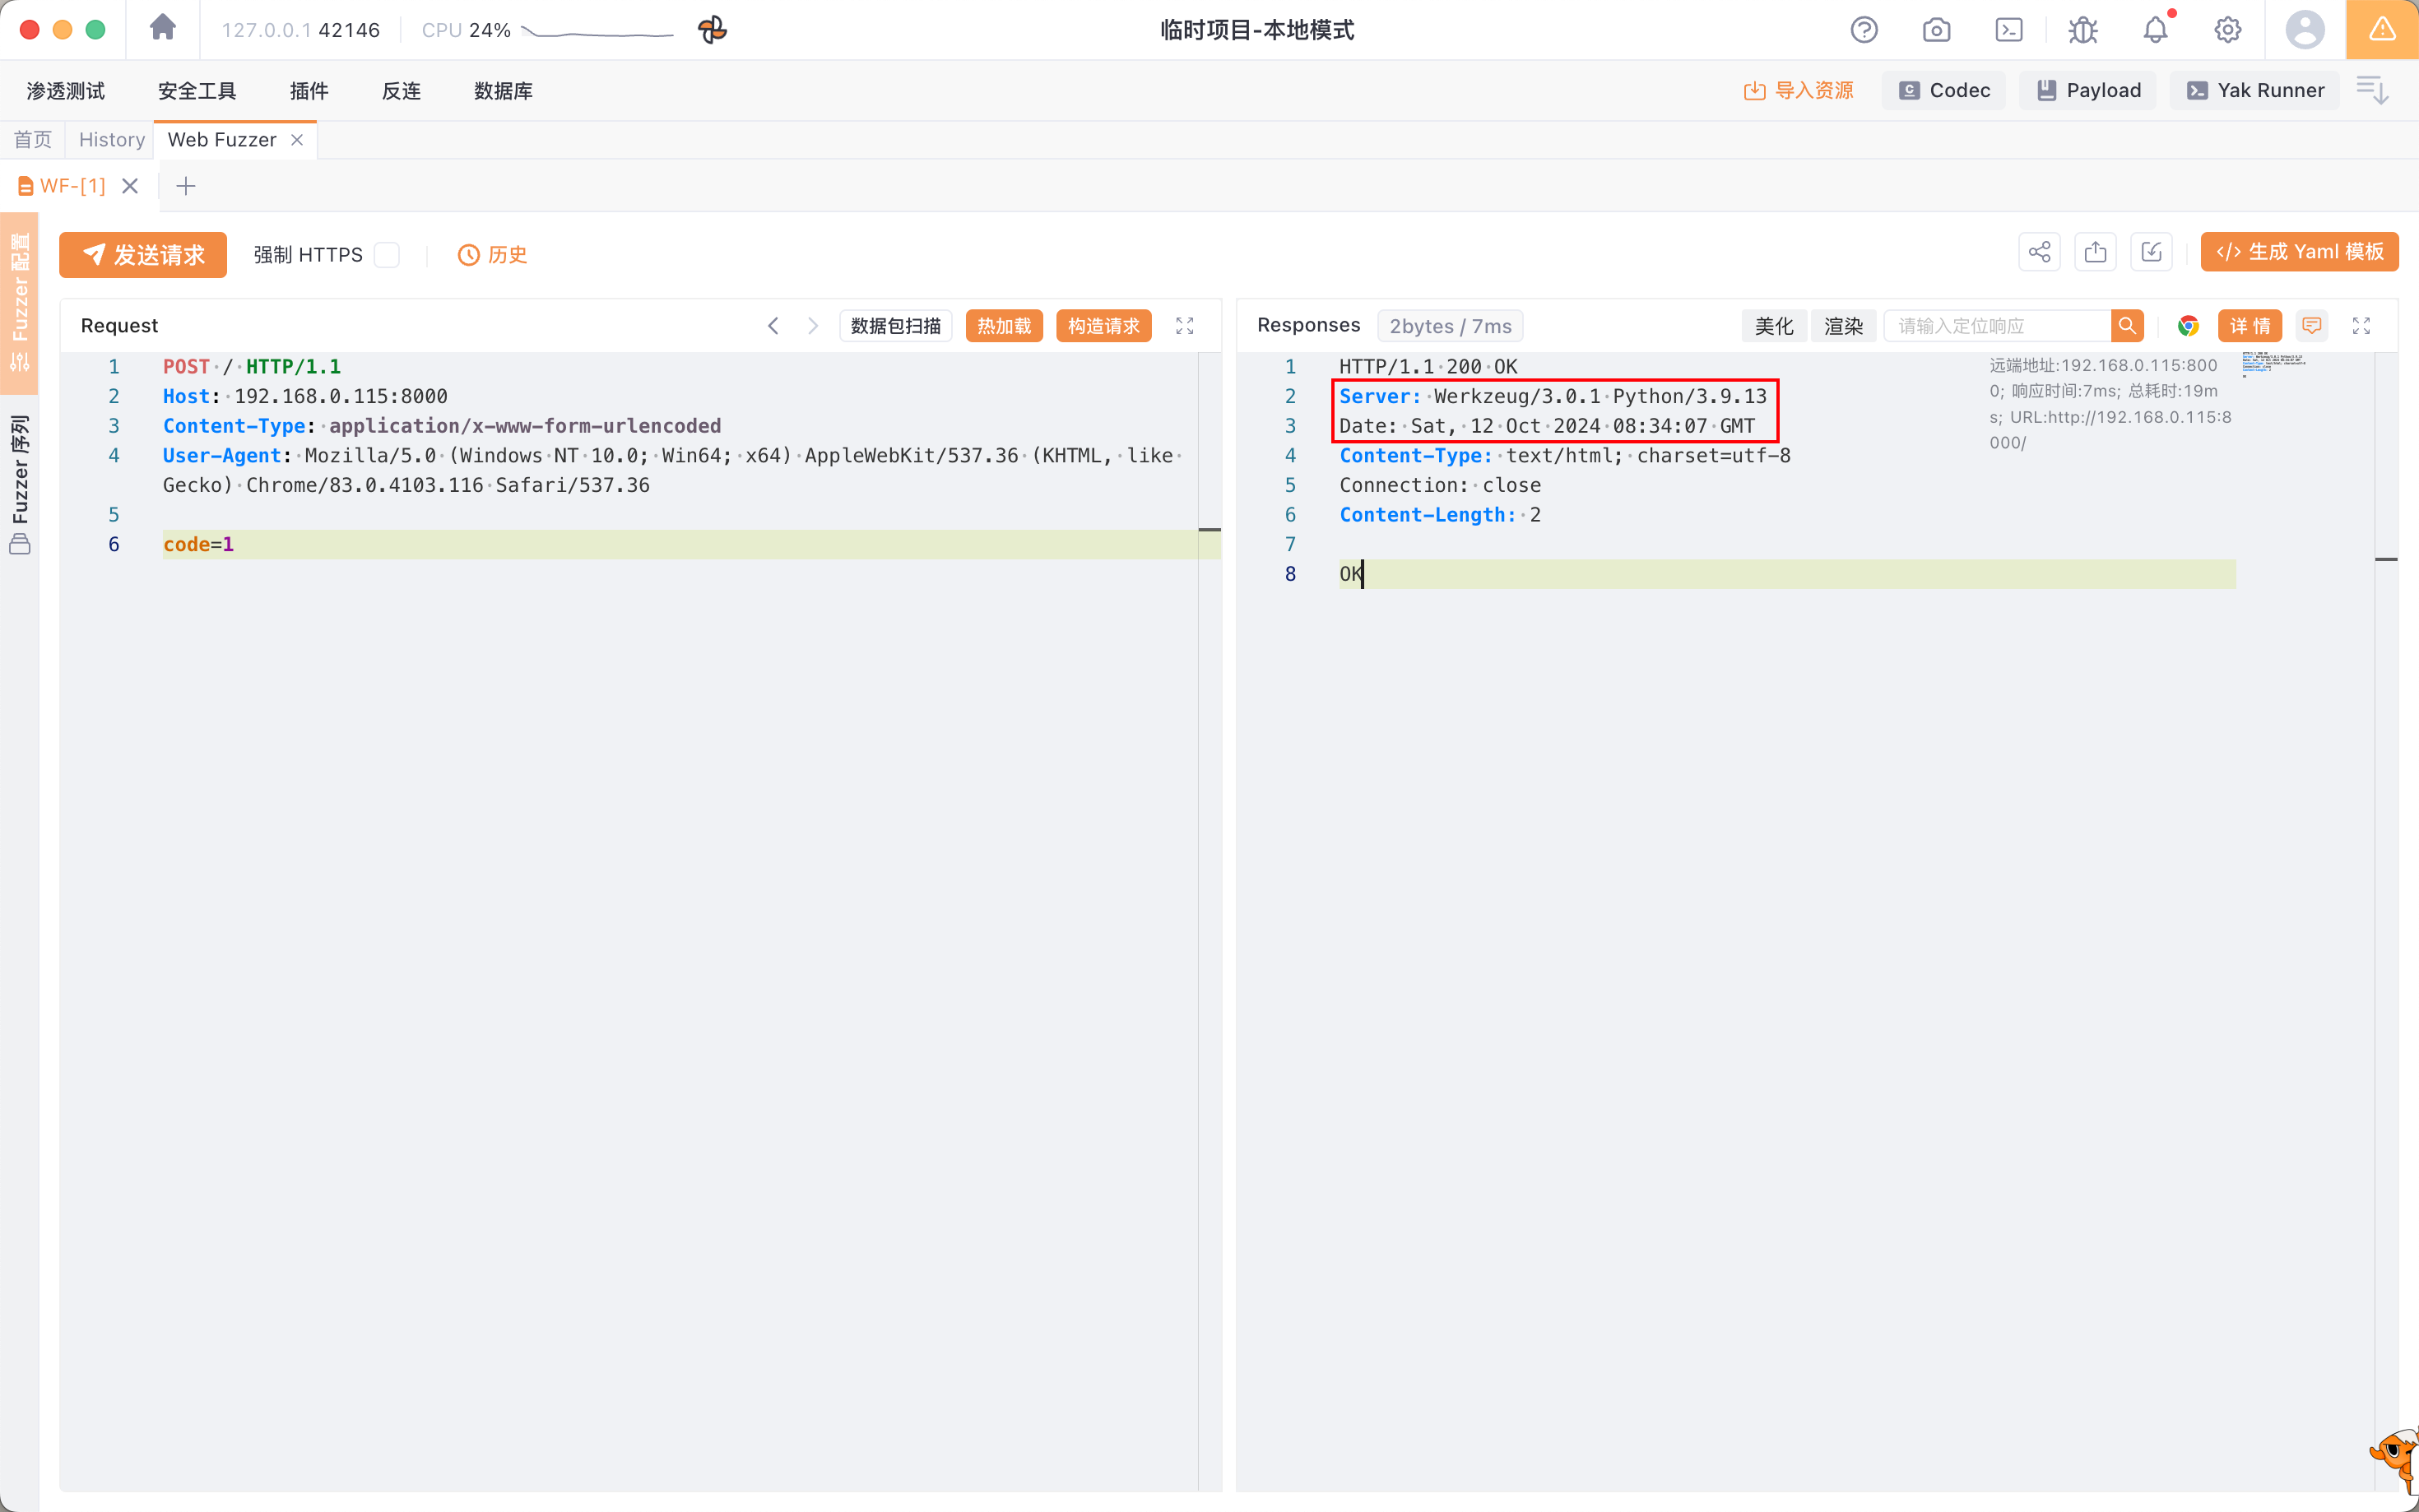 127.0.0.1 42146 CPU 24% 临时项目-本地模式
渗透测试 安全工具 插件 反连 数据库 导入资源 Codec Payload Yak Runner
首页 History Web Fuzzer
WF-[1]
Fuzzer 配置
Fuzzer 序列
发送请求 强制 HTTPS 历史 </> 生成 Yaml 模板
Request 数据包扫描 热加载 构造请求
1 POST / HTTP/1.1
2 Host: 192.168.0.115:8000
3 Content-Type: application/x-www-form-urlencoded
4 User-Agent: Mozilla/5.0 (Windows NT 10.0; Win64; x64) AppleWebKit/537.36 (KHTML, like
Gecko) Chrome/83.0.4103.116 Safari/537.36
5
6 code=1
Responses 2bytes / 7ms 美化 渲染 请输入定位响应 详情
1 HTTP/1.1 200 OK
2 Server: Werkzeug/3.0.1 Python/3.9.13
3 Date: Sat, 12 Oct 2024 08:34:07 GMT
4 Content-Type: text/html; charset=utf-8
5 Connection: close
6 Content-Length: 2
7
8 OK
远端地址:192.168.0.115:800
0; 响应时间:7ms; 总耗时:19m
s; URL:http://192.168.0.115:8
000/